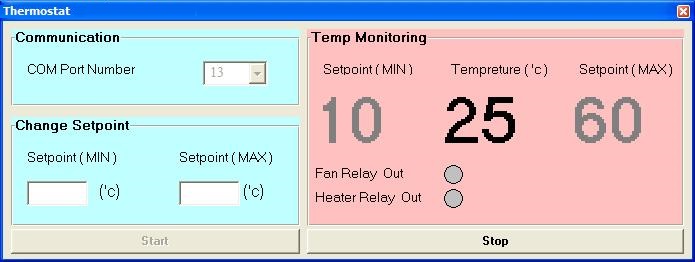 Thermostat
Communication
COM Port Number
13
Change Setpoint
Setpoint ( MIN )
Setpoint ( MAX )
('c)
('c)
Start
Temp Monitoring
Setpoint ( MIN )
Tempreture ( 'c )
Setpoint ( MAX )
10
25
60
Fan Relay Out
Heater Relay Out
Stop